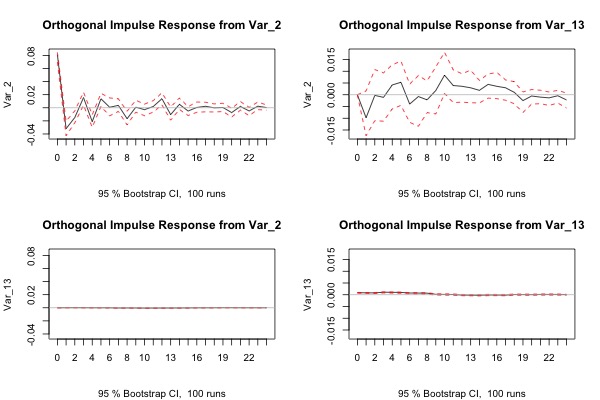 Orthogonal Impulse Response from Var_2
Var_2
0.08
0.02
-0.04
0 2 4 6 8 10 13 16 19 22
95 % Bootstrap CI, 100 runs
Orthogonal Impulse Response from Var_13
Var_2
0.015
0.000
-0.015
0 2 4 6 8 10 13 16 19 22
95 % Bootstrap CI, 100 runs
Orthogonal Impulse Response from Var_2
Var_13
0.08
0.02
-0.04
0 2 4 6 8 10 13 16 19 22
95 % Bootstrap CI, 100 runs
Orthogonal Impulse Response from Var_13
Var_13
0.015
0.000
-0.015
0 2 4 6 8 10 13 16 19 22
95 % Bootstrap CI, 100 runs